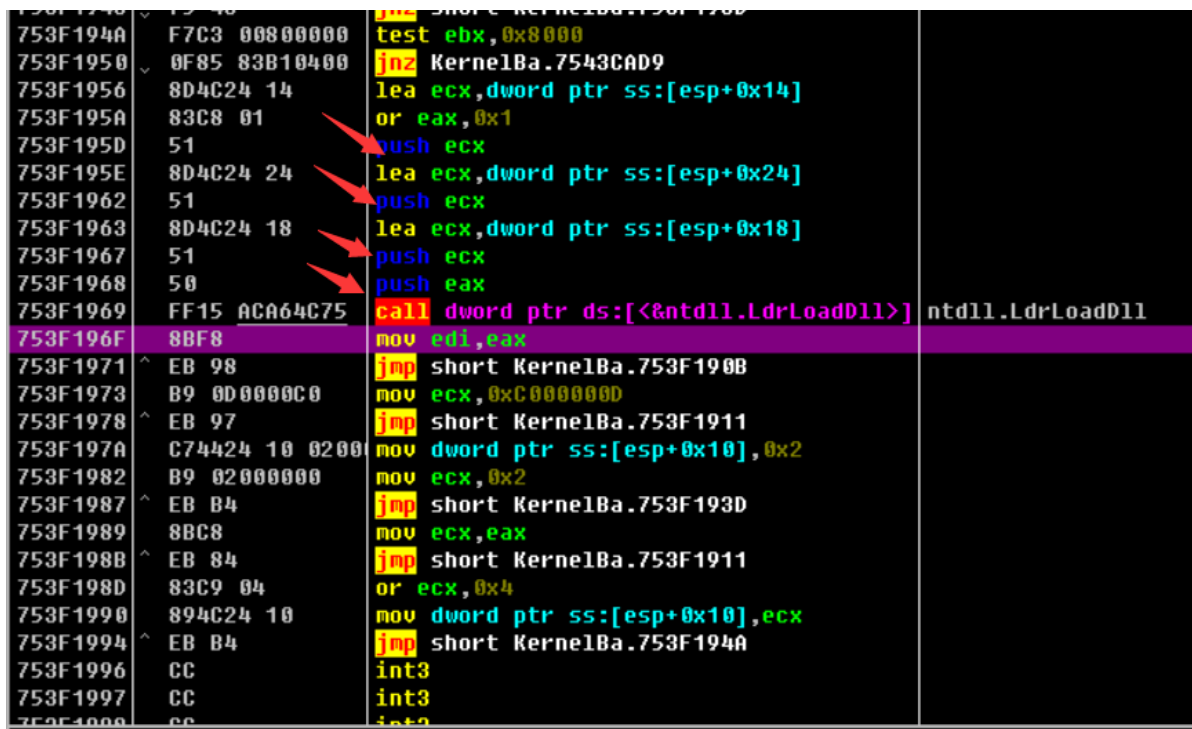 753F194A F7C3 00800000 test ebx,0x8000
753F1950 0F85 83B10400 jnz KernelBa.7543CAD9
753F1956 8D4C24 14 lea ecx,dword ptr ss:[esp+0x14]
753F195A 83C8 01 or eax,0x1
753F195D 51 push ecx
753F195E 8D4C24 24 lea ecx,dword ptr ss:[esp+0x24]
753F1962 51 push ecx
753F1963 8D4C24 18 lea ecx,dword ptr ss:[esp+0x18]
753F1967 51 push ecx
753F1968 50 push eax
753F1969 FF15 ACA64C75 call dword ptr ds:[<&ntdll.LdrLoadDll>] ntdll.LdrLoadDll
753F196F 8BF8 mov edi,eax
753F1971 ^ EB 98 jmp short KernelBa.753F190B
753F1973 B9 0D0000C0 mov ecx,0xC000000D
753F1978 ^ EB 97 jmp short KernelBa.753F1911
753F197A C74424 10 0200 mov dword ptr ss:[esp+0x10],0x2
753F1982 B9 02000000 mov ecx,0x2
753F1987 ^ EB B4 jmp short KernelBa.753F193D
753F1989 8BC8 mov ecx,eax
753F198B ^ EB 84 jmp short KernelBa.753F1911
753F198D 83C9 04 or ecx,0x4
753F1990 894C24 10 mov dword ptr ss:[esp+0x10],ecx
753F1994 ^ EB B4 jmp short KernelBa.753F194A
753F1996 CC int3
753F1997 CC int3